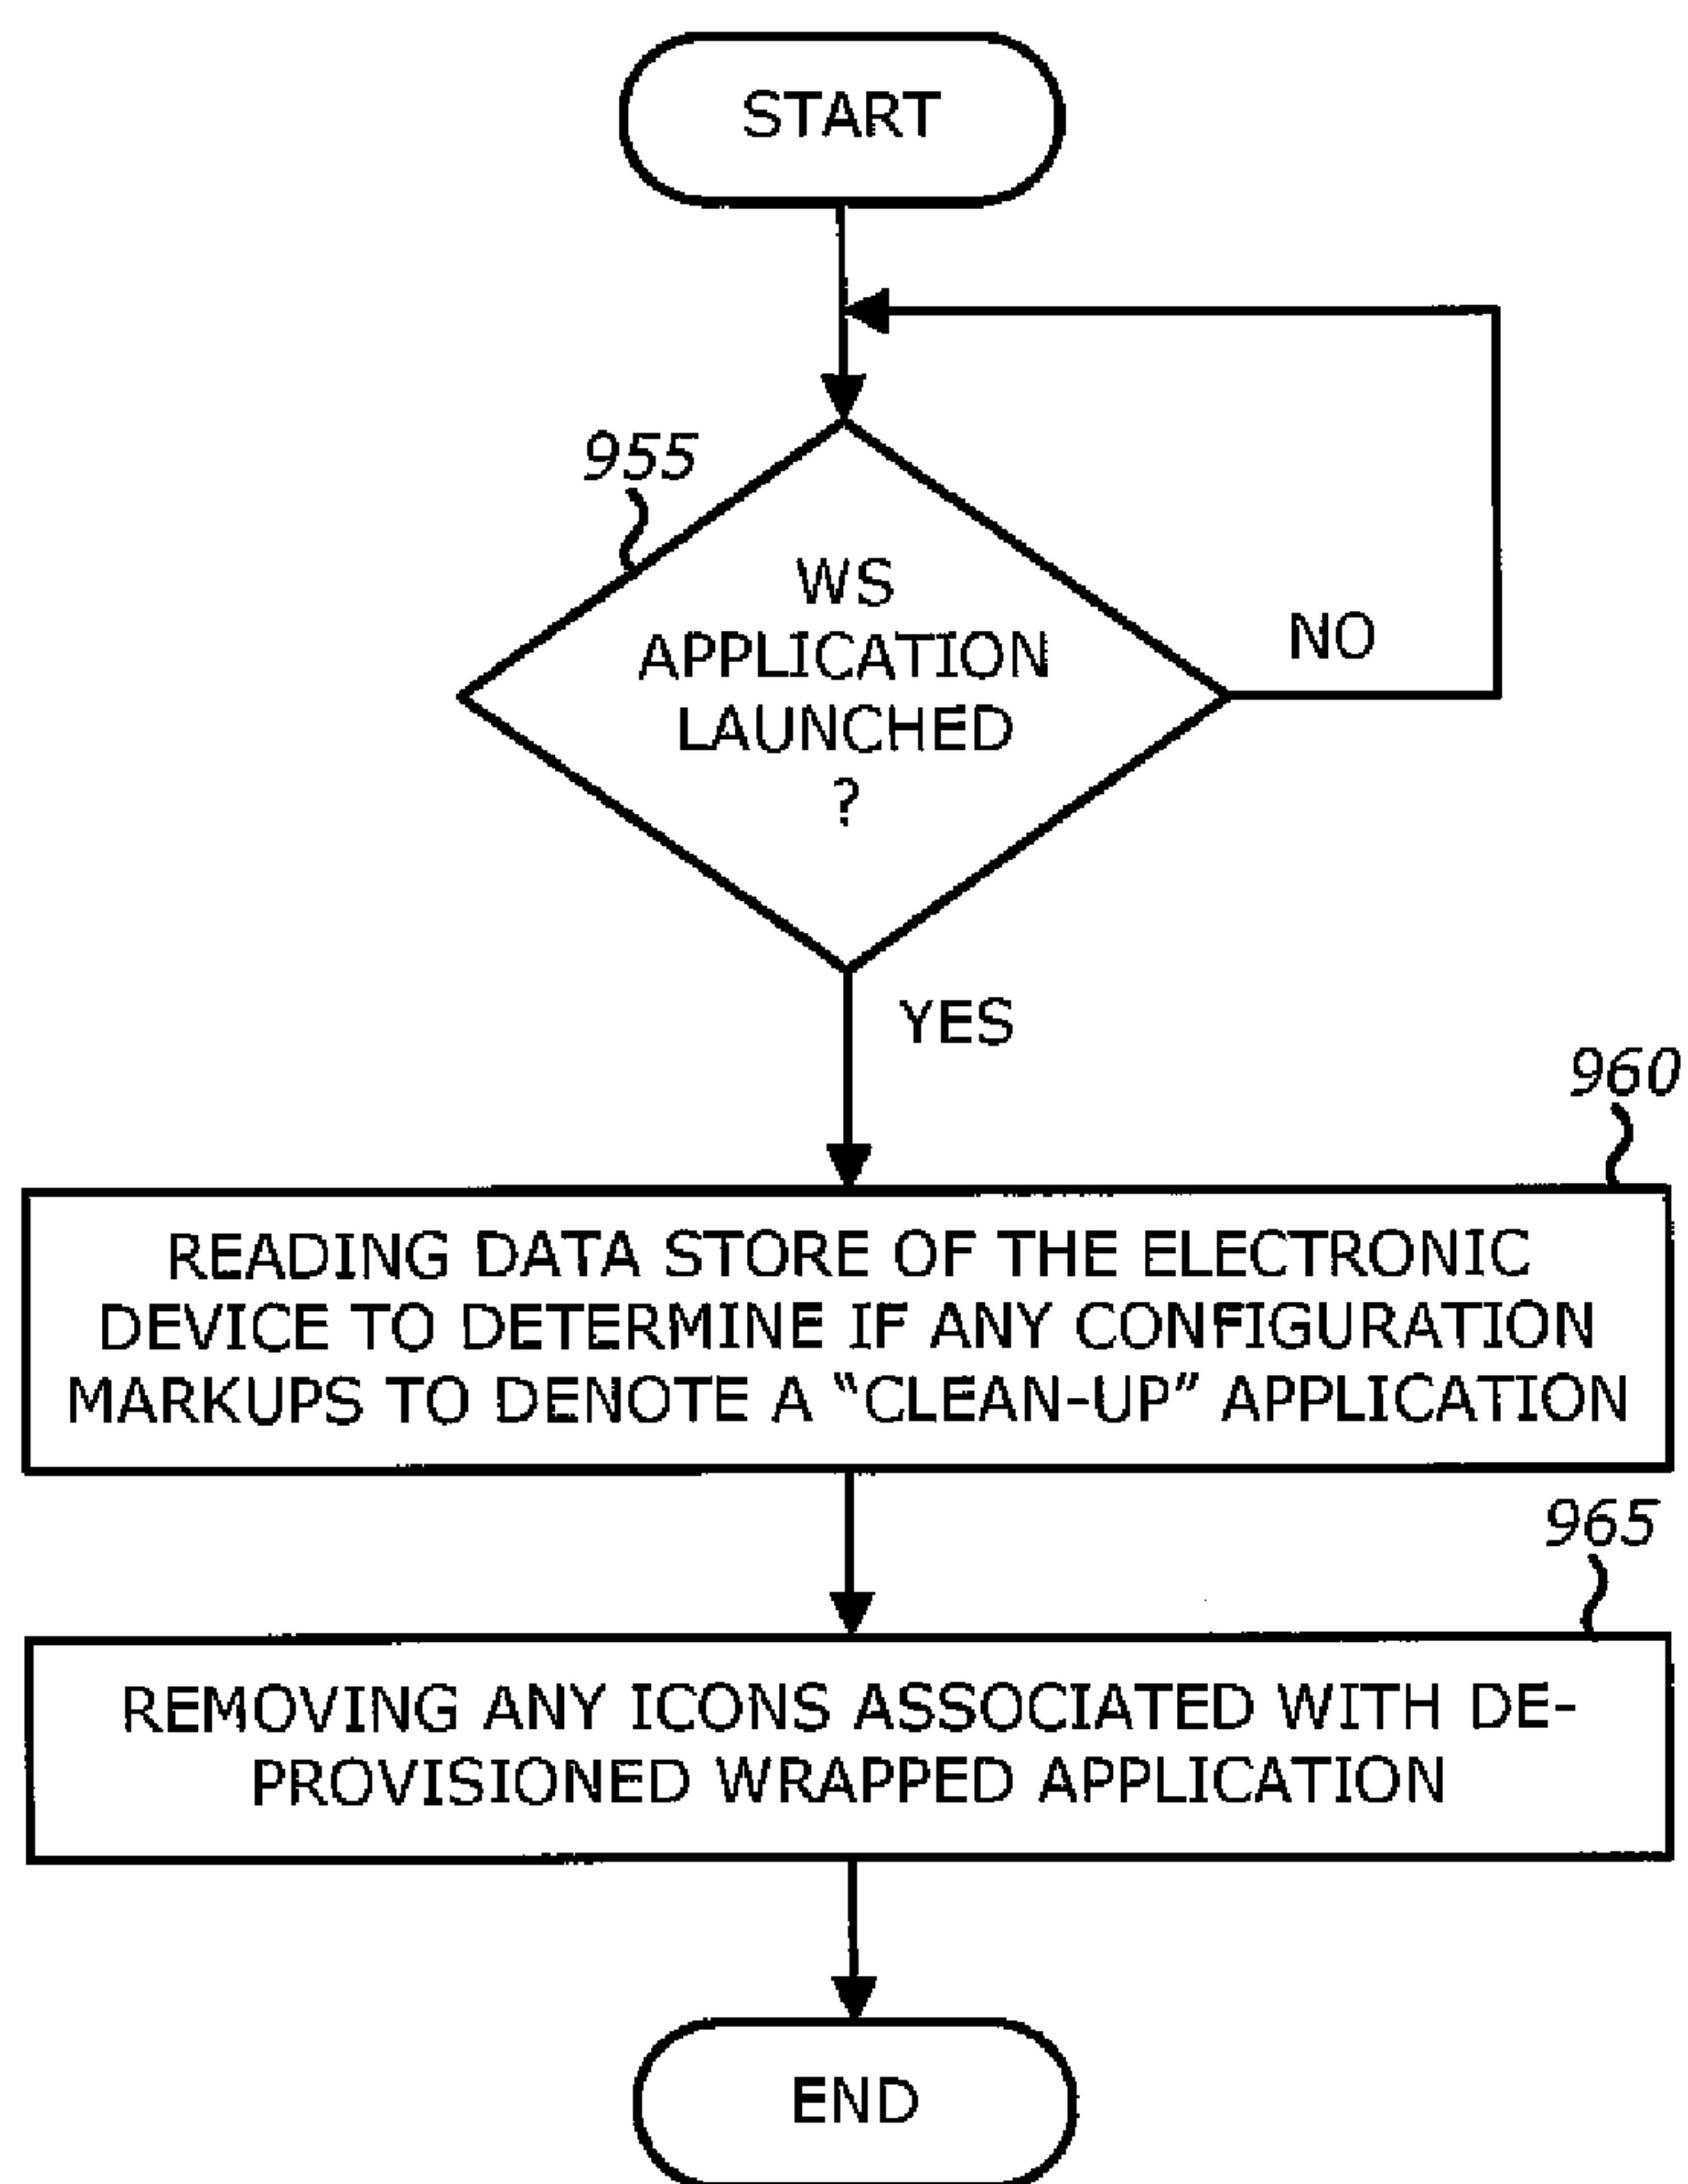 START
955
WS
APPLICATION
LAUNCHED
?
NO
YES
960
READING DATA STORE OF THE ELECTRONIC
DEVICE TO DETERMINE IF ANY CONFIGURATION
MARKUPS TO DENOTE A “CLEAN-UP” APPLICATION
965
REMOVING ANY ICONS ASSOCIATED WITH DE-
PROVISIONED WRAPPED APPLICATION
END